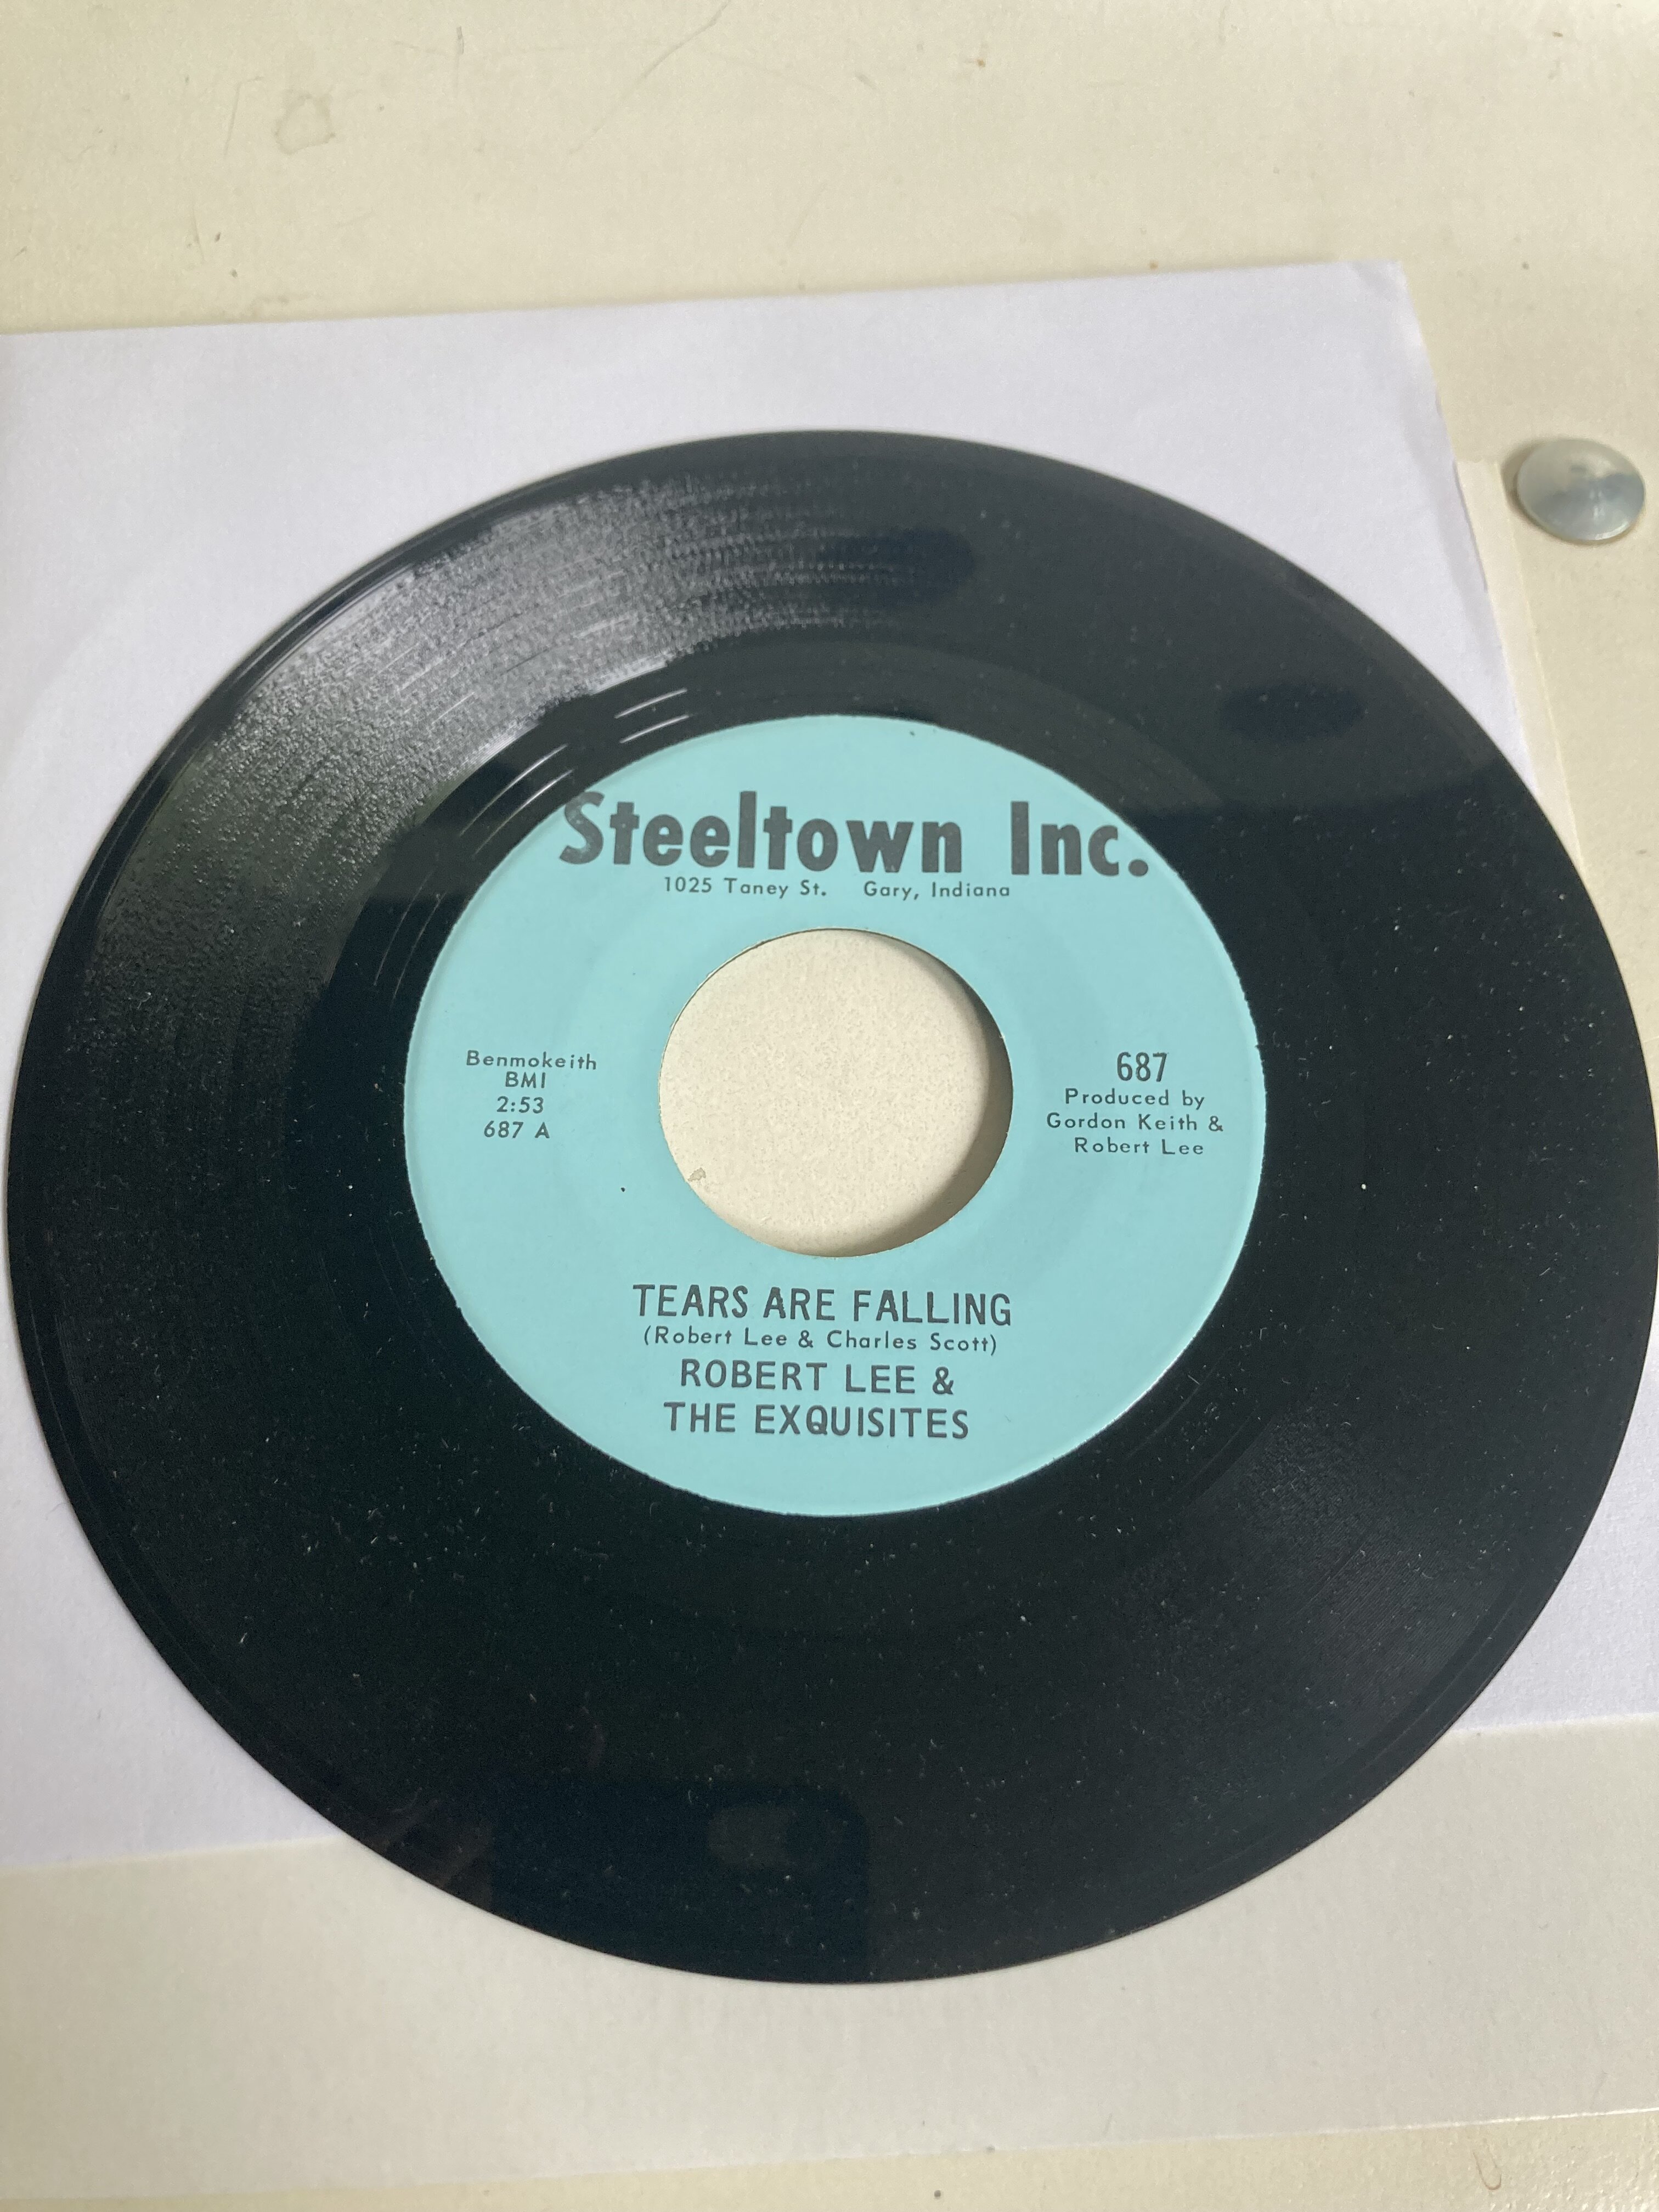 Steeltown Inc.
1025 Taney St. Gary, Indiana
Benmokeith
BMI
2:53
687 A
687
Produced by
Gordon Keith &
Robert Lee
TEARS ARE FALLING
(Robert Lee & Charles Scott)
ROBERT LEE &
THE EXQUISITES